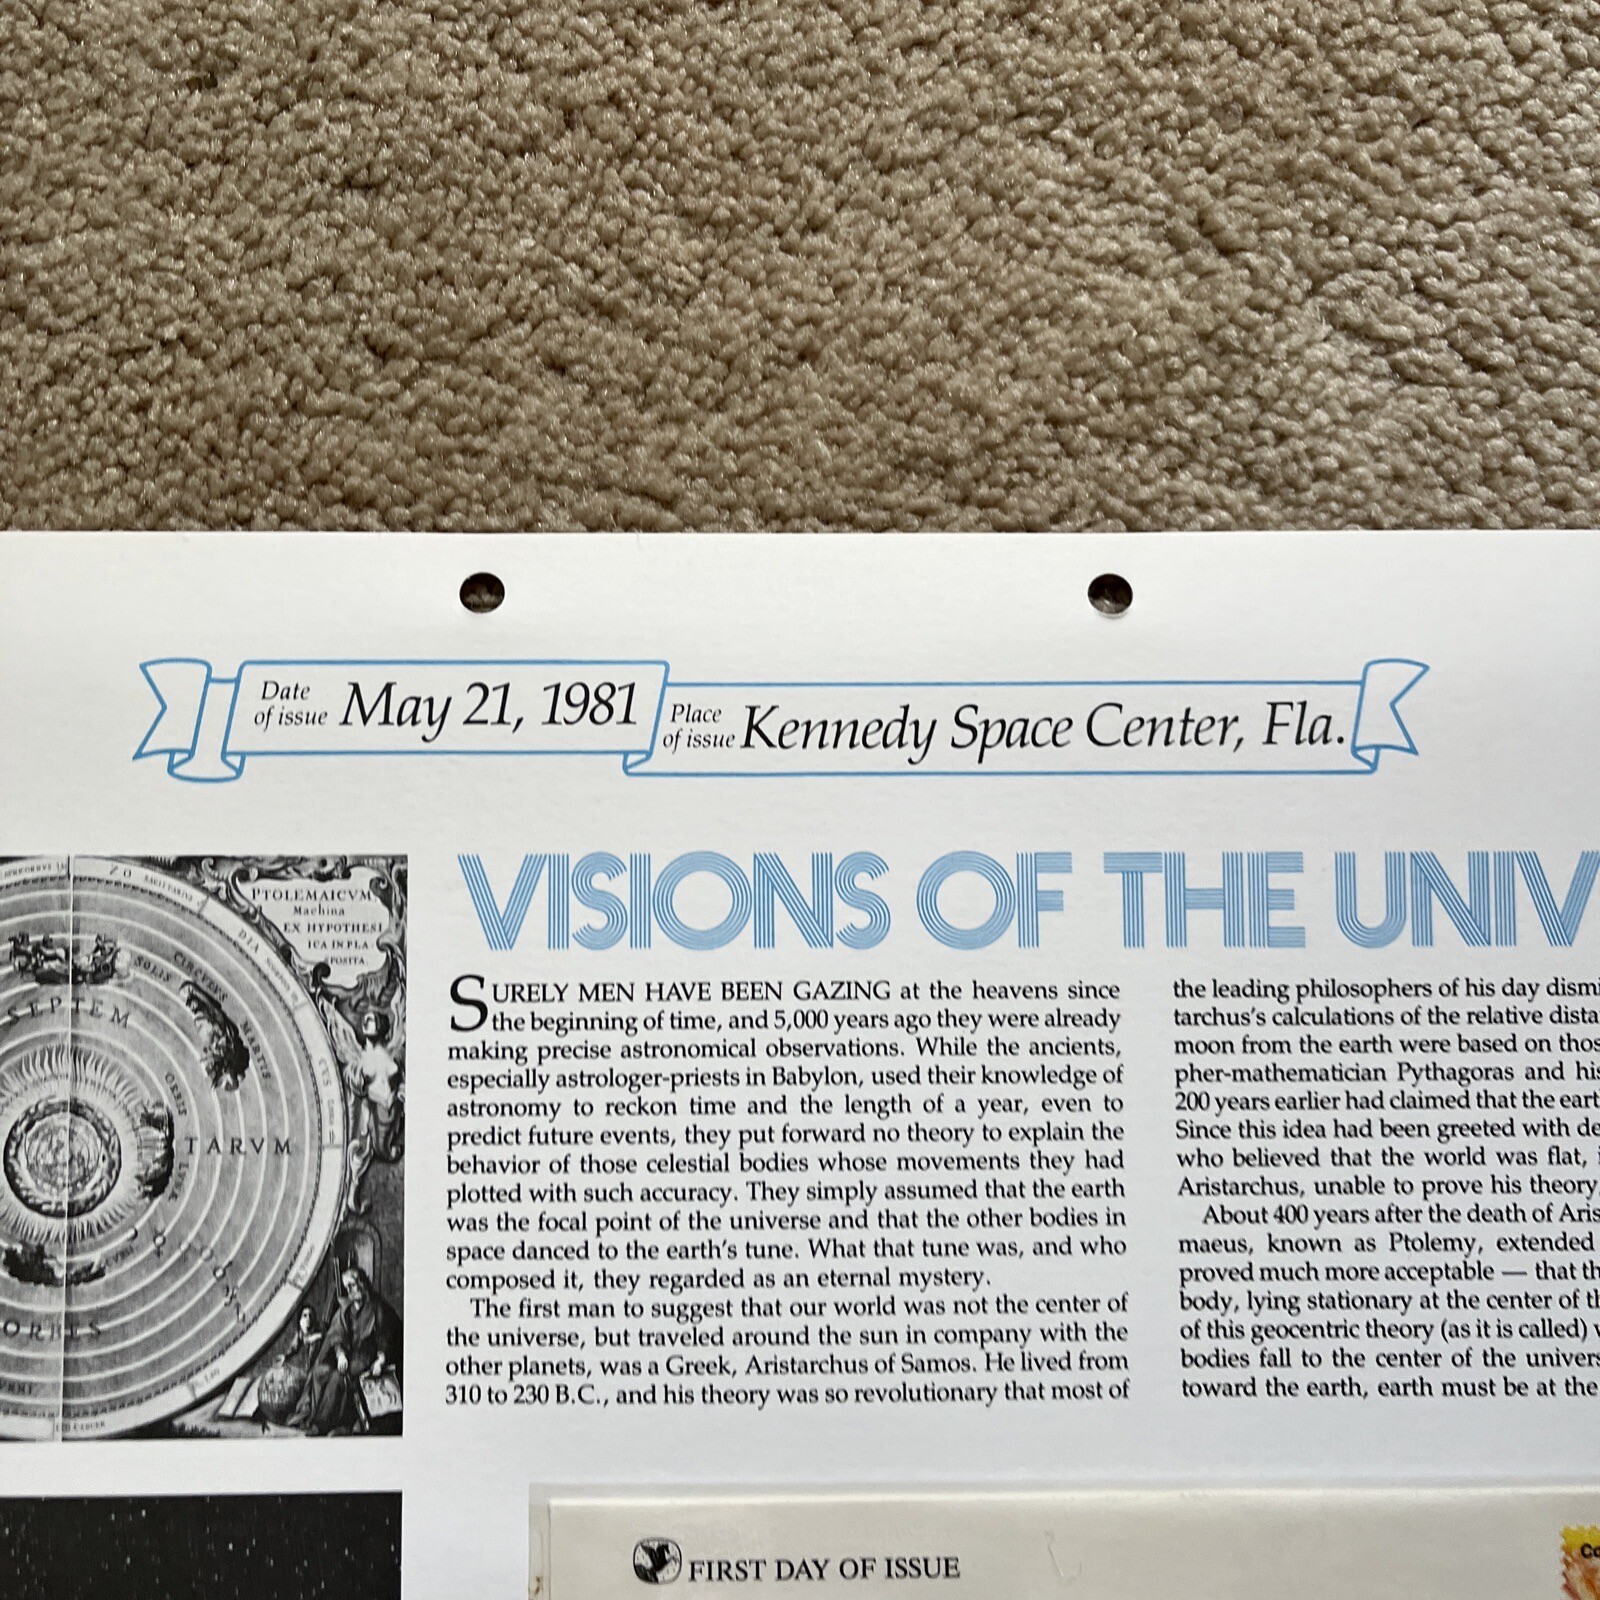 Date
of issue May 21, 1981
Place
of issue Kennedy Space Center, Fla.
PTOLEMAICVM
Machina
EX HYPOTHESI
ICA IN PLA
POSITA.
SOLIS
CIRCVLVS
MARTIS
SEPTEM
TARVM
ORBES
VISIONS OF THE UNIV
SURELY MEN HAVE BEEN GAZING at the heavens since
the beginning of time, and 5,000 years ago they were already
making precise astronomical observations. While the ancients,
especially astrologer-priests in Babylon, used their knowledge of
astronomy to reckon time and the length of a year, even to
predict future events, they put forward no theory to explain the
behavior of those celestial bodies whose movements they had
plotted with such accuracy. They simply assumed that the earth
was the focal point of the universe and that the other bodies in
space danced to the earth's tune. What that tune was, and who
composed it, they regarded as an eternal mystery.
The first man to suggest that our world was not the center of
the universe, but traveled around the sun in company with the
other planets, was a Greek, Aristarchus of Samos. He lived from
310 to 230 B.C., and his theory was so revolutionary that most of
the leading philosophers of his day dismi
tarchus's calculations of the relative dista
moon from the earth were based on thos
pher-mathematician Pythagoras and his
200 years earlier had claimed that the eart
Since this idea had been greeted with de
who believed that the world was flat,
Aristarchus, unable to prove his theory,
About 400 years after the death of Aris
maeus, known as Ptolemy, extended
proved much more acceptable — that th
body, lying stationary at the center of th
of this geocentric theory (as it is called)
bodies fall to the center of the univers
toward the earth, earth must be at the
FIRST DAY OF ISSUE